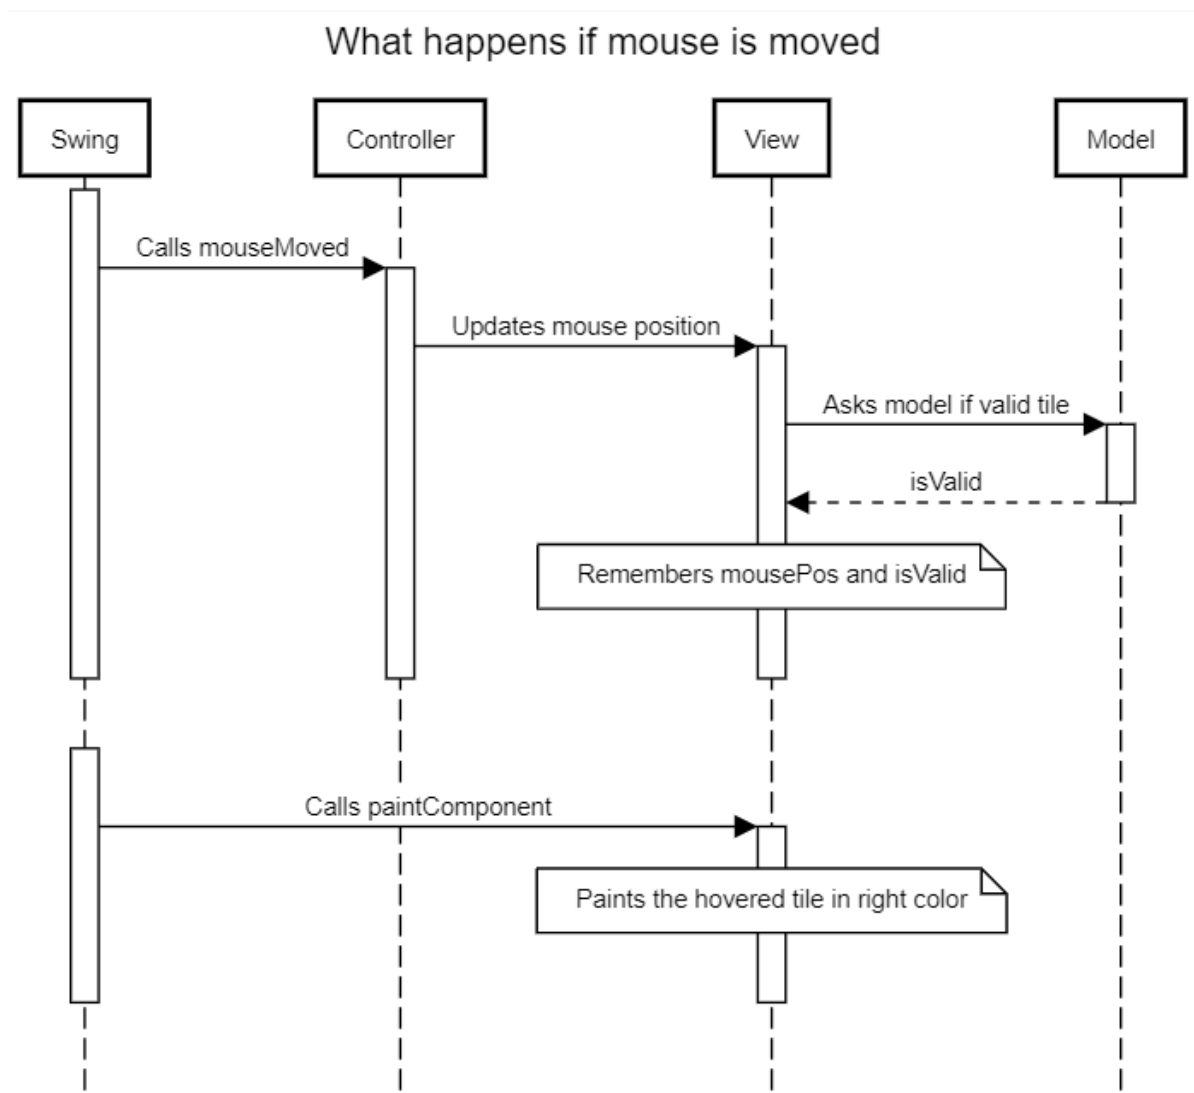 What happens if mouse is moved
Swing
Controller
View
Model
Calls mouseMoved
Updates mouse position
Asks model if valid tile
isValid
Remembers mousePos and isValid
Calls paintComponent
Paints the hovered tile in right color